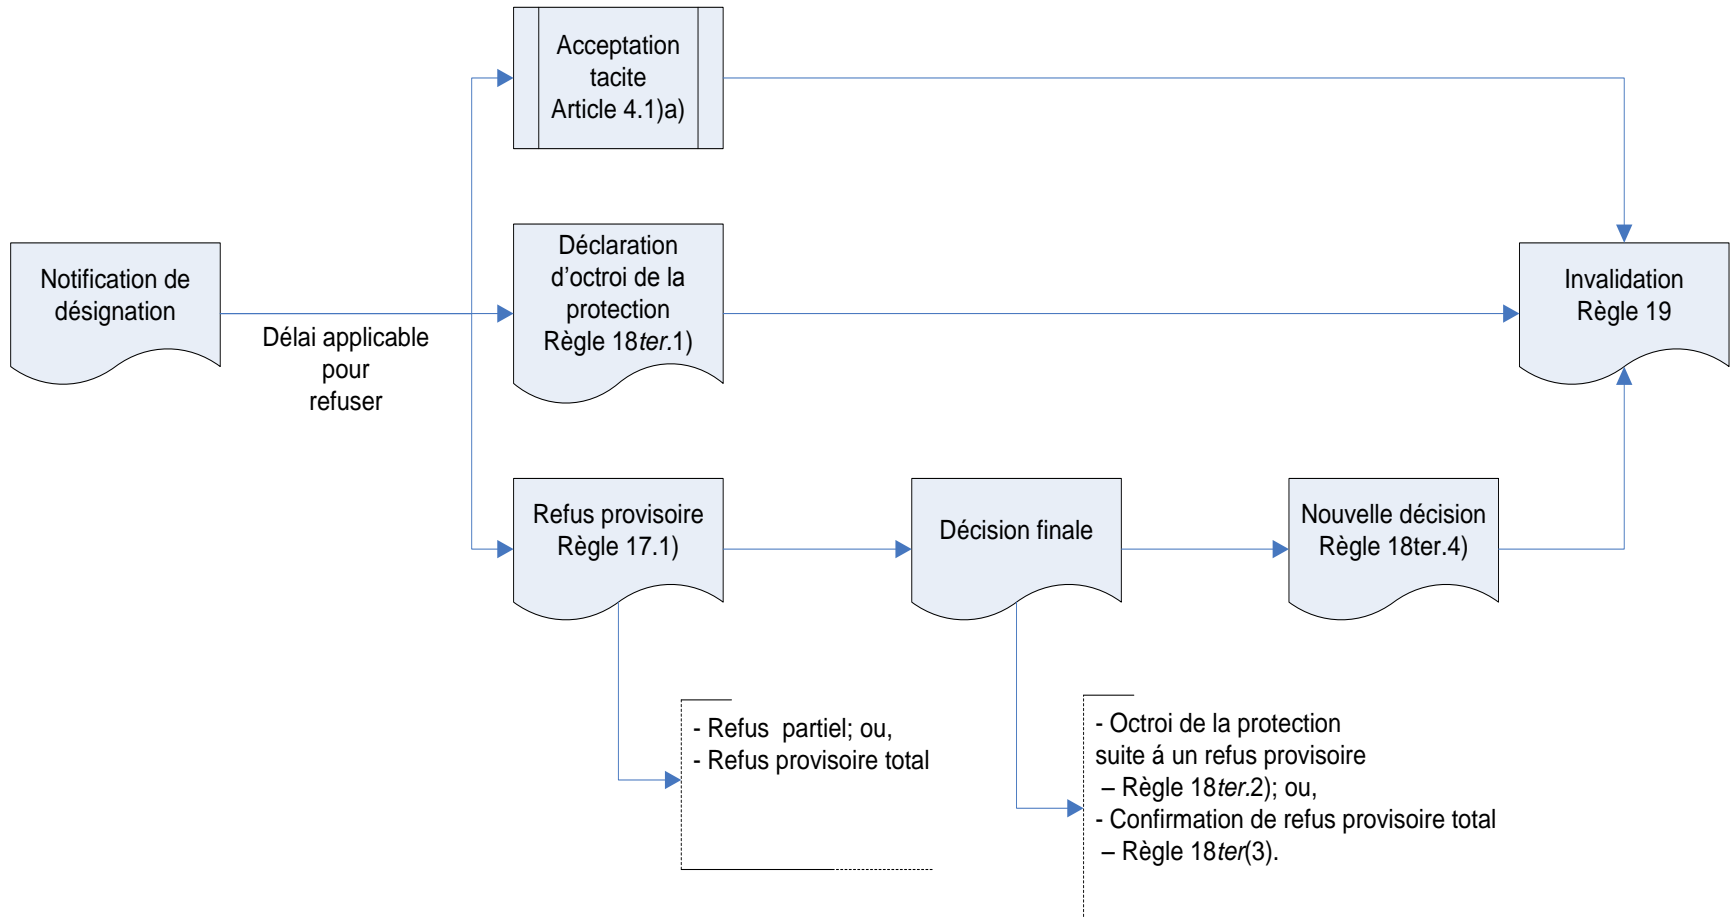 Acceptation
tacite
Article 4.1)a)
Notification de
désignation
Délai applicable
pour
refuser
Déclaration
d'octroi de la
protection
Règle 18ter.1)
Invalidation
Règle 19
Refus provisoire
Règle 17.1)
Décision finale
Nouvelle décision
Règle 18ter.4)
- Refus  partiel; ou,
- Refus provisoire total
- Octroi de la protection
suite á un refus provisoire
– Règle 18ter.2); ou,
- Confirmation de refus provisoire total
– Règle 18ter(3).